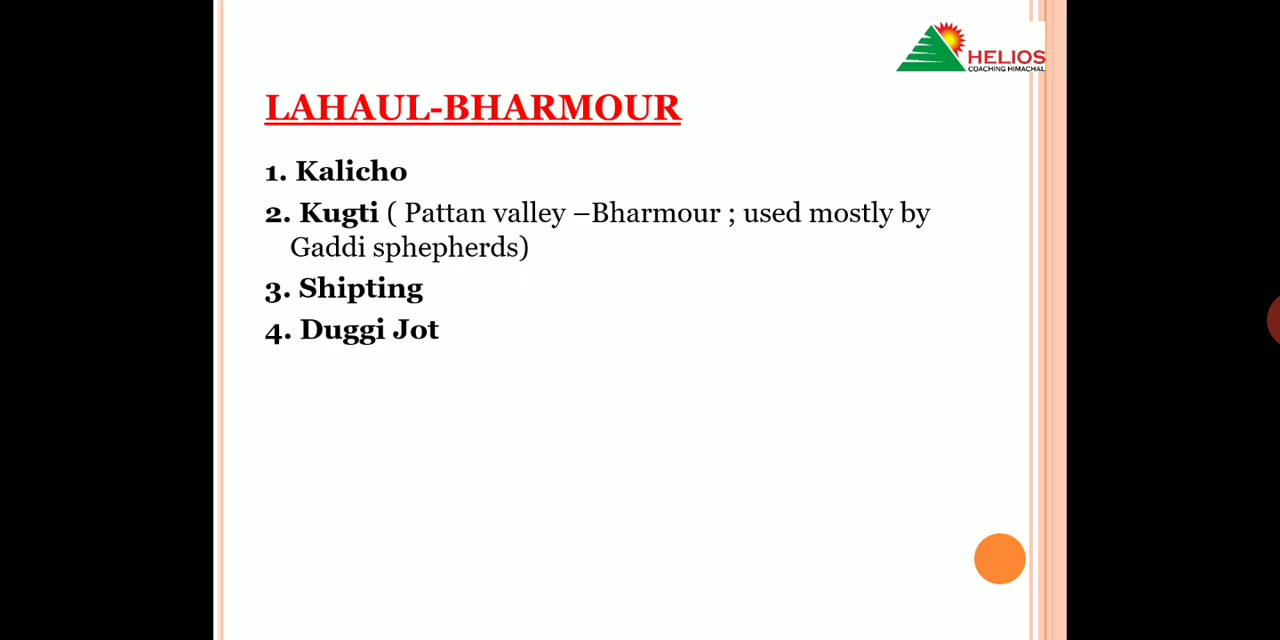 HELIOS
COACHING HIMACHAL
LAHAUL-BHARMOUR
1. Kalicho
2. Kugti ( Pattan valley –Bharmour ; used mostly by
Gaddi sphepherds)
3. Shipting
4. Duggi Jot